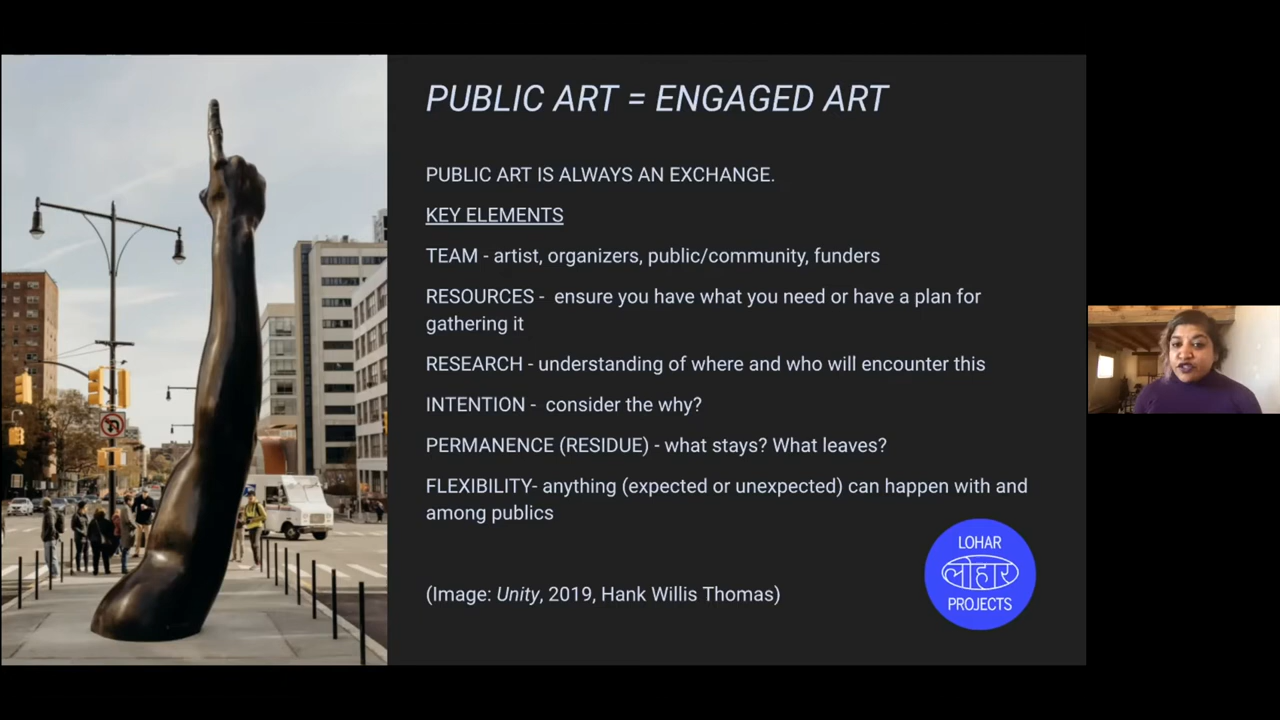 PUBLIC ART = ENGAGED ART
PUBLIC ART IS ALWAYS AN EXCHANGE.
KEY ELEMENTS
TEAM - artist, organizers, public/community, funders
RESOURCES - ensure you have what you need or have a plan for
gathering it
RESEARCH - understanding of where and who will encounter this
INTENTION - consider the why?
PERMANENCE (RESIDUE) - what stays? What leaves?
FLEXIBILITY- anything (expected or unexpected) can happen with and
among publics
(Image: Unity, 2019, Hank Willis Thomas)
LOHAR
लोहार
PROJECTS